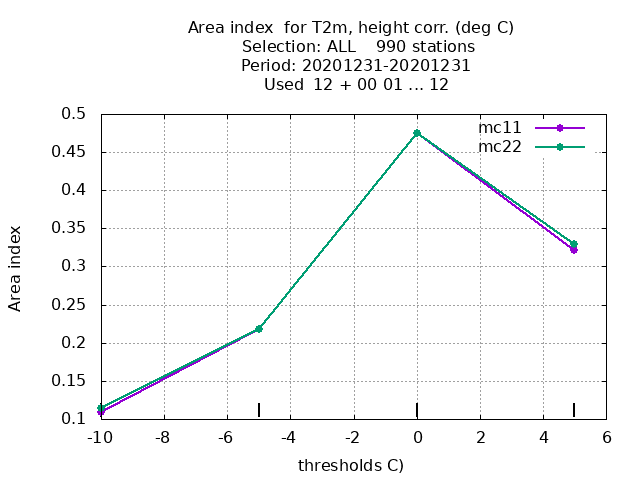 Area index  for T2m, height corr. (deg C)
Selection: ALL    990 stations
Period: 20201231-20201231
Used  12 + 00 01 ... 12
mc11
mc22
Area index
0.5
0.45
0.4
0.35
0.3
0.25
0.2
0.15
0.1
-10 -8 -6 -4 -2 0 2 4 6
thresholds C)